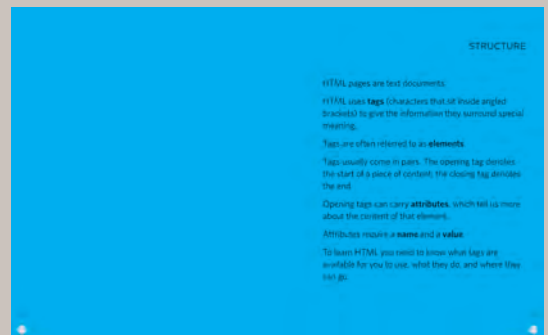 STRUCTURE
HTML pages are text documents.
HTML uses tags (characters that sit inside angled
brackets) to give the information they surround special
meaning.
Tags are often referred to as elements.
Tags usually come in pairs. The opening tag denotes
the start of a piece of content; the closing tag denotes
the end.
Opening tags can carry attributes, which tell us more
about the content of that element.
Attributes require a name and a value.
To learn HTML you need to know what tags are
available for you to use, what they do, and where they
can go.